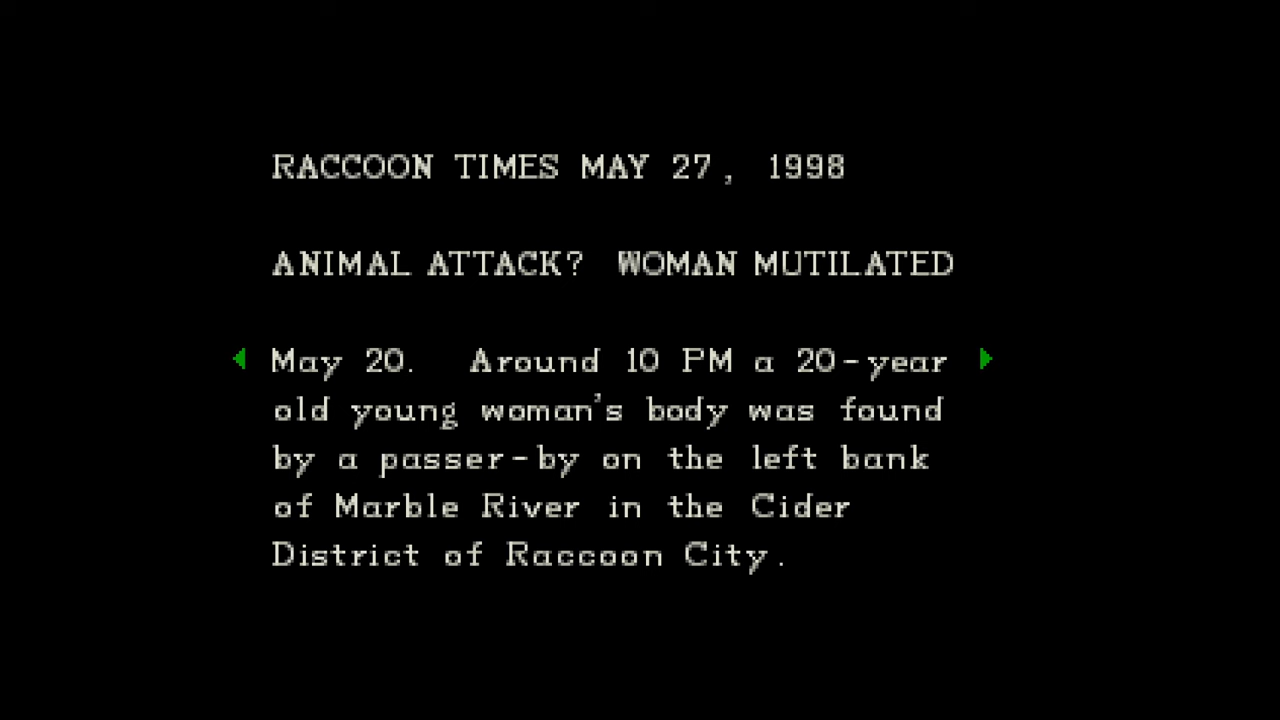 RACCOON TIMES MAY 27, 1998
ANIMAL ATTACK? WOMAN MUTILATED
May 20. Around 10 PM a 20-year
old young woman's body was found
by a passer-by on the left bank
of Marble River in the Cider
District of Raccoon City.